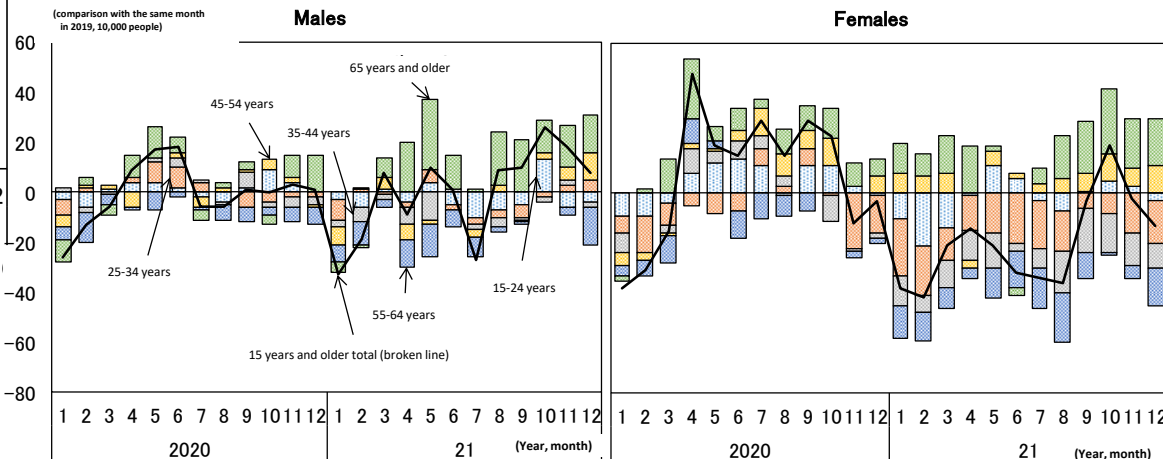 (comparison with the same month
in 2019, 10,000 people)
Males
Females
60
40
20
0
−20
−40
−60
−80
65 years and older
45-54 years
35-44 years
25-34 years
15-24 years
55-64 years
15 years and older total (broken line)
1 2 3 4 5 6 7 8 9 10 11 12 1 2 3 4 5 6 7 8 9 10 11 12
2020 21 (Year, month)
1 2 3 4 5 6 7 8 9 10 11 12 1 2 3 4 5 6 7 8 9 10 11 12
2020 21 (Year, month)